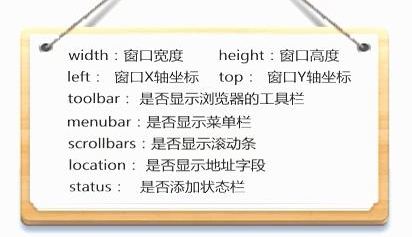 width：窗口宽度 height：窗口高度
left： 窗口X轴坐标 top： 窗口Y轴坐标
toolbar： 是否显示浏览器的工具栏
menubar：是否显示菜单栏
scrollbars：是否显示滚动条
location： 是否显示地址字段
status： 是否添加状态栏